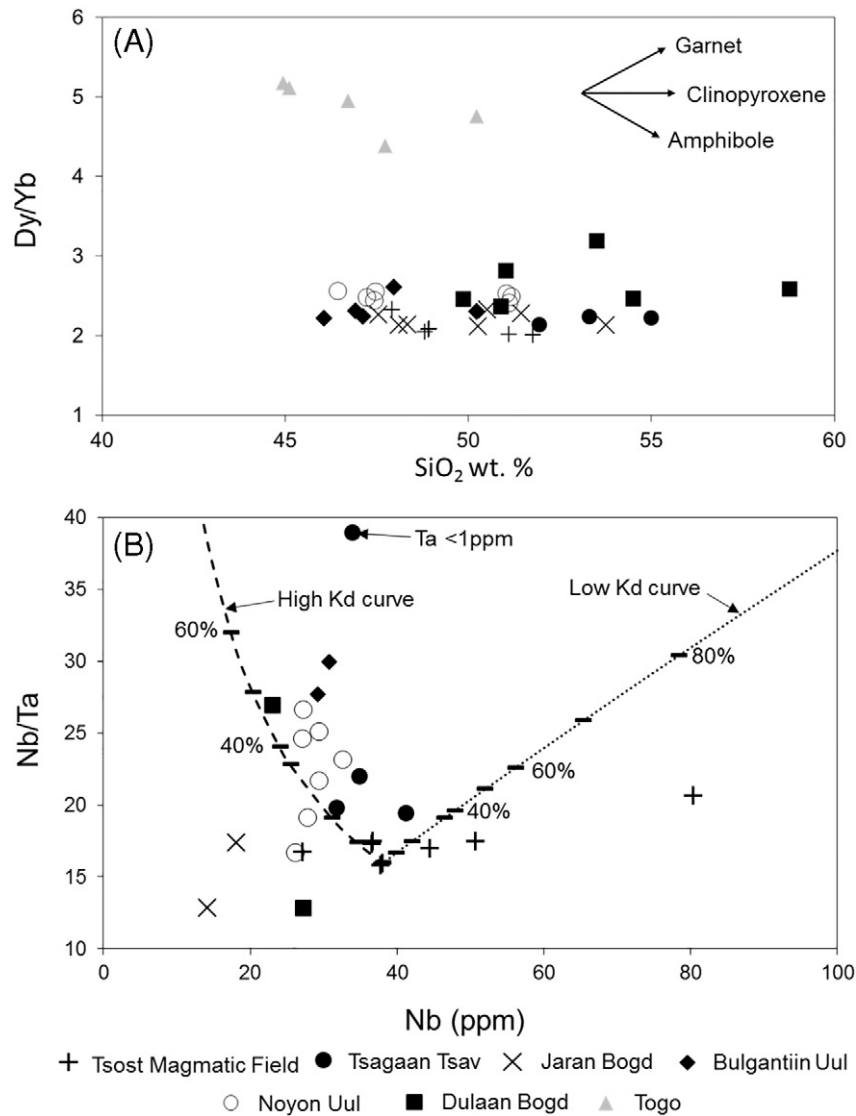 (A)
6
5
4
3
2
1
Dy/Yb
Garnet
Clinopyroxene
Amphibole
40 45 50 55 60
SiO₂ wt. %
(B)
40
35
30
25
20
15
10
Nb/Ta
Ta <1ppm
High Kd curve
Low Kd curve
60%
80%
40%
60%
40%
0 20 40 60 80 100
Nb (ppm)
Tsost Magmatic Field Tsagaan Tsav Jaran Bogd Bulgantiin Uul
Noyon Uul Dulaan Bogd Togo